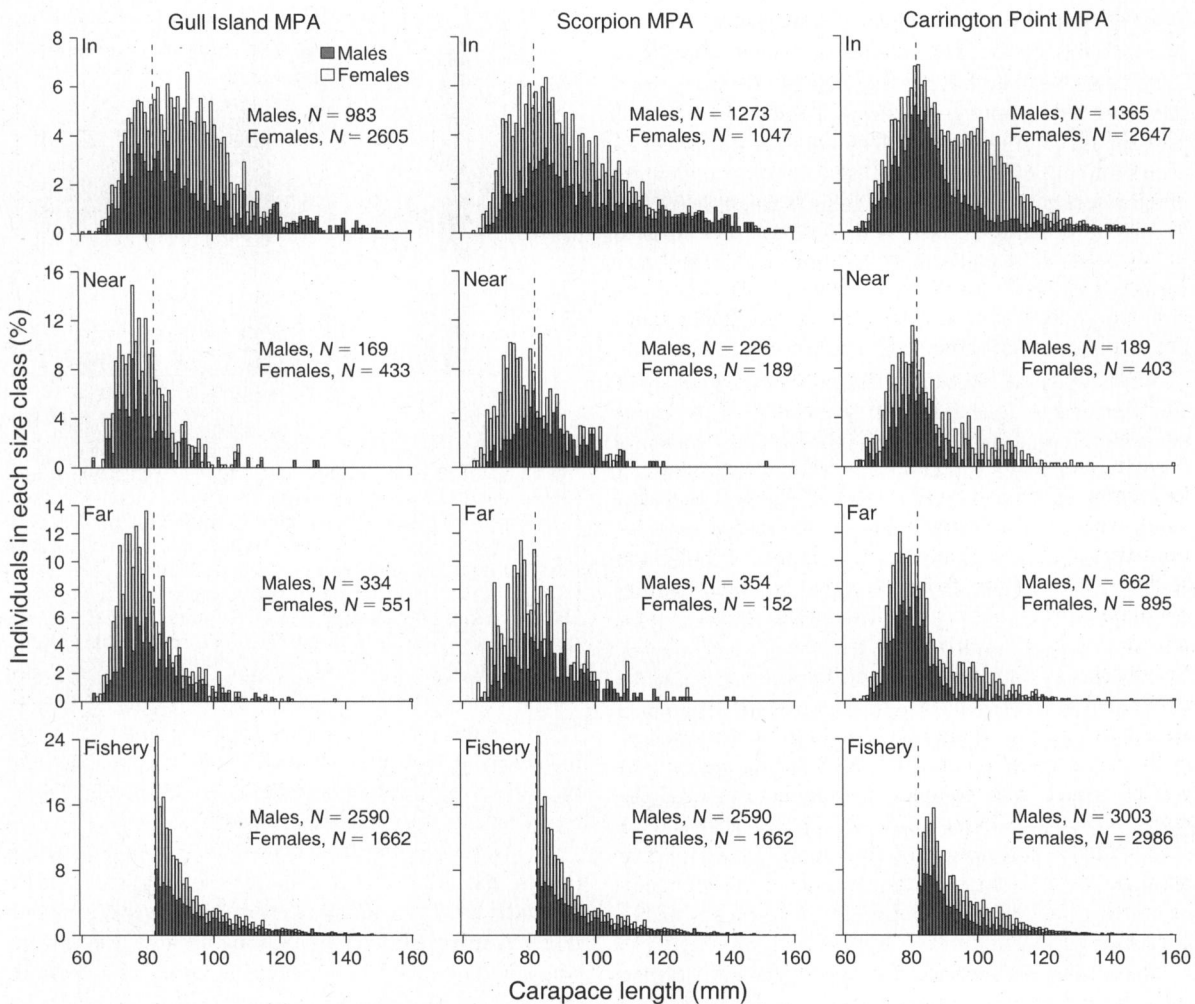 Gull Island MPA
Scorpion MPA
Carrington Point MPA
Individuals in each size class (%)
8
6
4
2
0
In
Males
Females
Males, N = 983
Females, N = 2605
In
Males, N = 1273
Females, N = 1047
In
Males, N = 1365
Females, N = 2647
16
12
8
4
0
Near
Males, N = 169
Females, N = 433
Near
Males, N = 226
Females, N = 189
Near
Males, N = 189
Females, N = 403
14
12
10
8
6
4
2
0
Far
Males, N = 334
Females, N = 551
Far
Males, N = 354
Females, N = 152
Far
Males, N = 662
Females, N = 895
24
16
8
0
Fishery
Males, N = 2590
Females, N = 1662
Fishery
Males, N = 2590
Females, N = 1662
Fishery
Males, N = 3003
Females, N = 2986
60 80 100 120 140 160
60 80 100 120 140 160
60 80 100 120 140 160
Carapace length (mm)